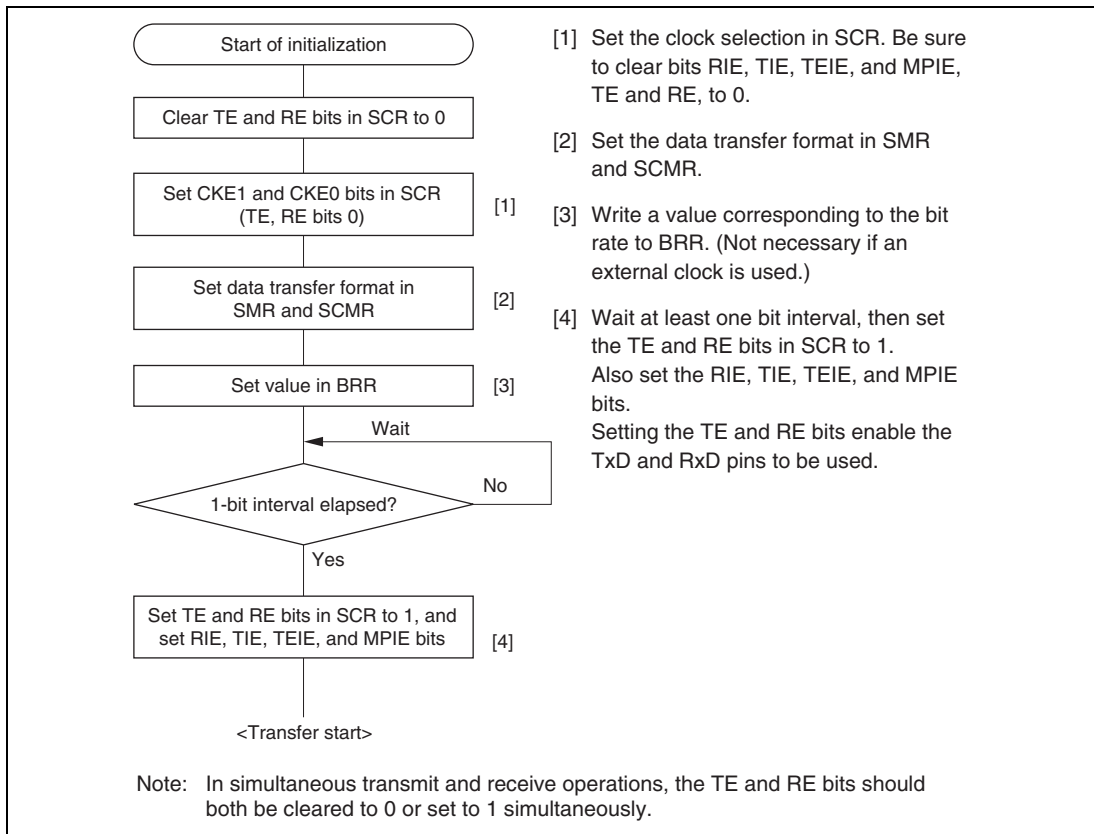 Start of initialization
Clear TE and RE bits in SCR to 0
Set CKE1 and CKE0 bits in SCR
(TE, RE bits 0)
[1]
Set data transfer format in
SMR and SCMR
[2]
Set value in BRR
[3]
Wait
1-bit interval elapsed?
No
Yes
Set TE and RE bits in SCR to 1, and
set RIE, TIE, TEIE, and MPIE bits
[4]
<Transfer start>
[1] Set the clock selection in SCR. Be sure
to clear bits RIE, TIE, TEIE, and MPIE,
TE and RE, to 0.
[2] Set the data transfer format in SMR
and SCMR.
[3] Write a value corresponding to the bit
rate to BRR. (Not necessary if an
external clock is used.)
[4] Wait at least one bit interval, then set
the TE and RE bits in SCR to 1.
Also set the RIE, TIE, TEIE, and MPIE
bits.
Setting the TE and RE bits enable the
TxD and RxD pins to be used.
Note: In simultaneous transmit and receive operations, the TE and RE bits should
both be cleared to 0 or set to 1 simultaneously.